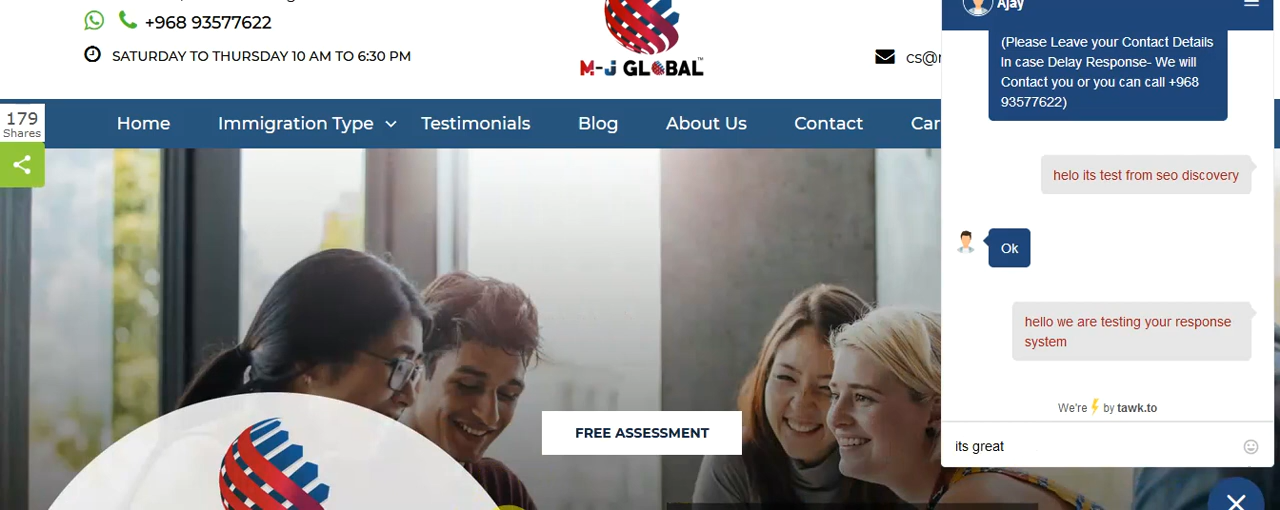 +968 93577622
SATURDAY TO THURSDAY 10 AM TO 6:30 PM
M-J GLOBAL™
cs@
179
Shares
Home
Immigration Type
Testimonials
Blog
About Us
Contact
Car
FREE ASSESSMENT
Ajay
(Please Leave your Contact Details
In case Delay Response- We will
Contact you or you can call +968
93577622)
helo its test from seo discovery
Ok
hello we are testing your response
system
We're by tawk.to
its great